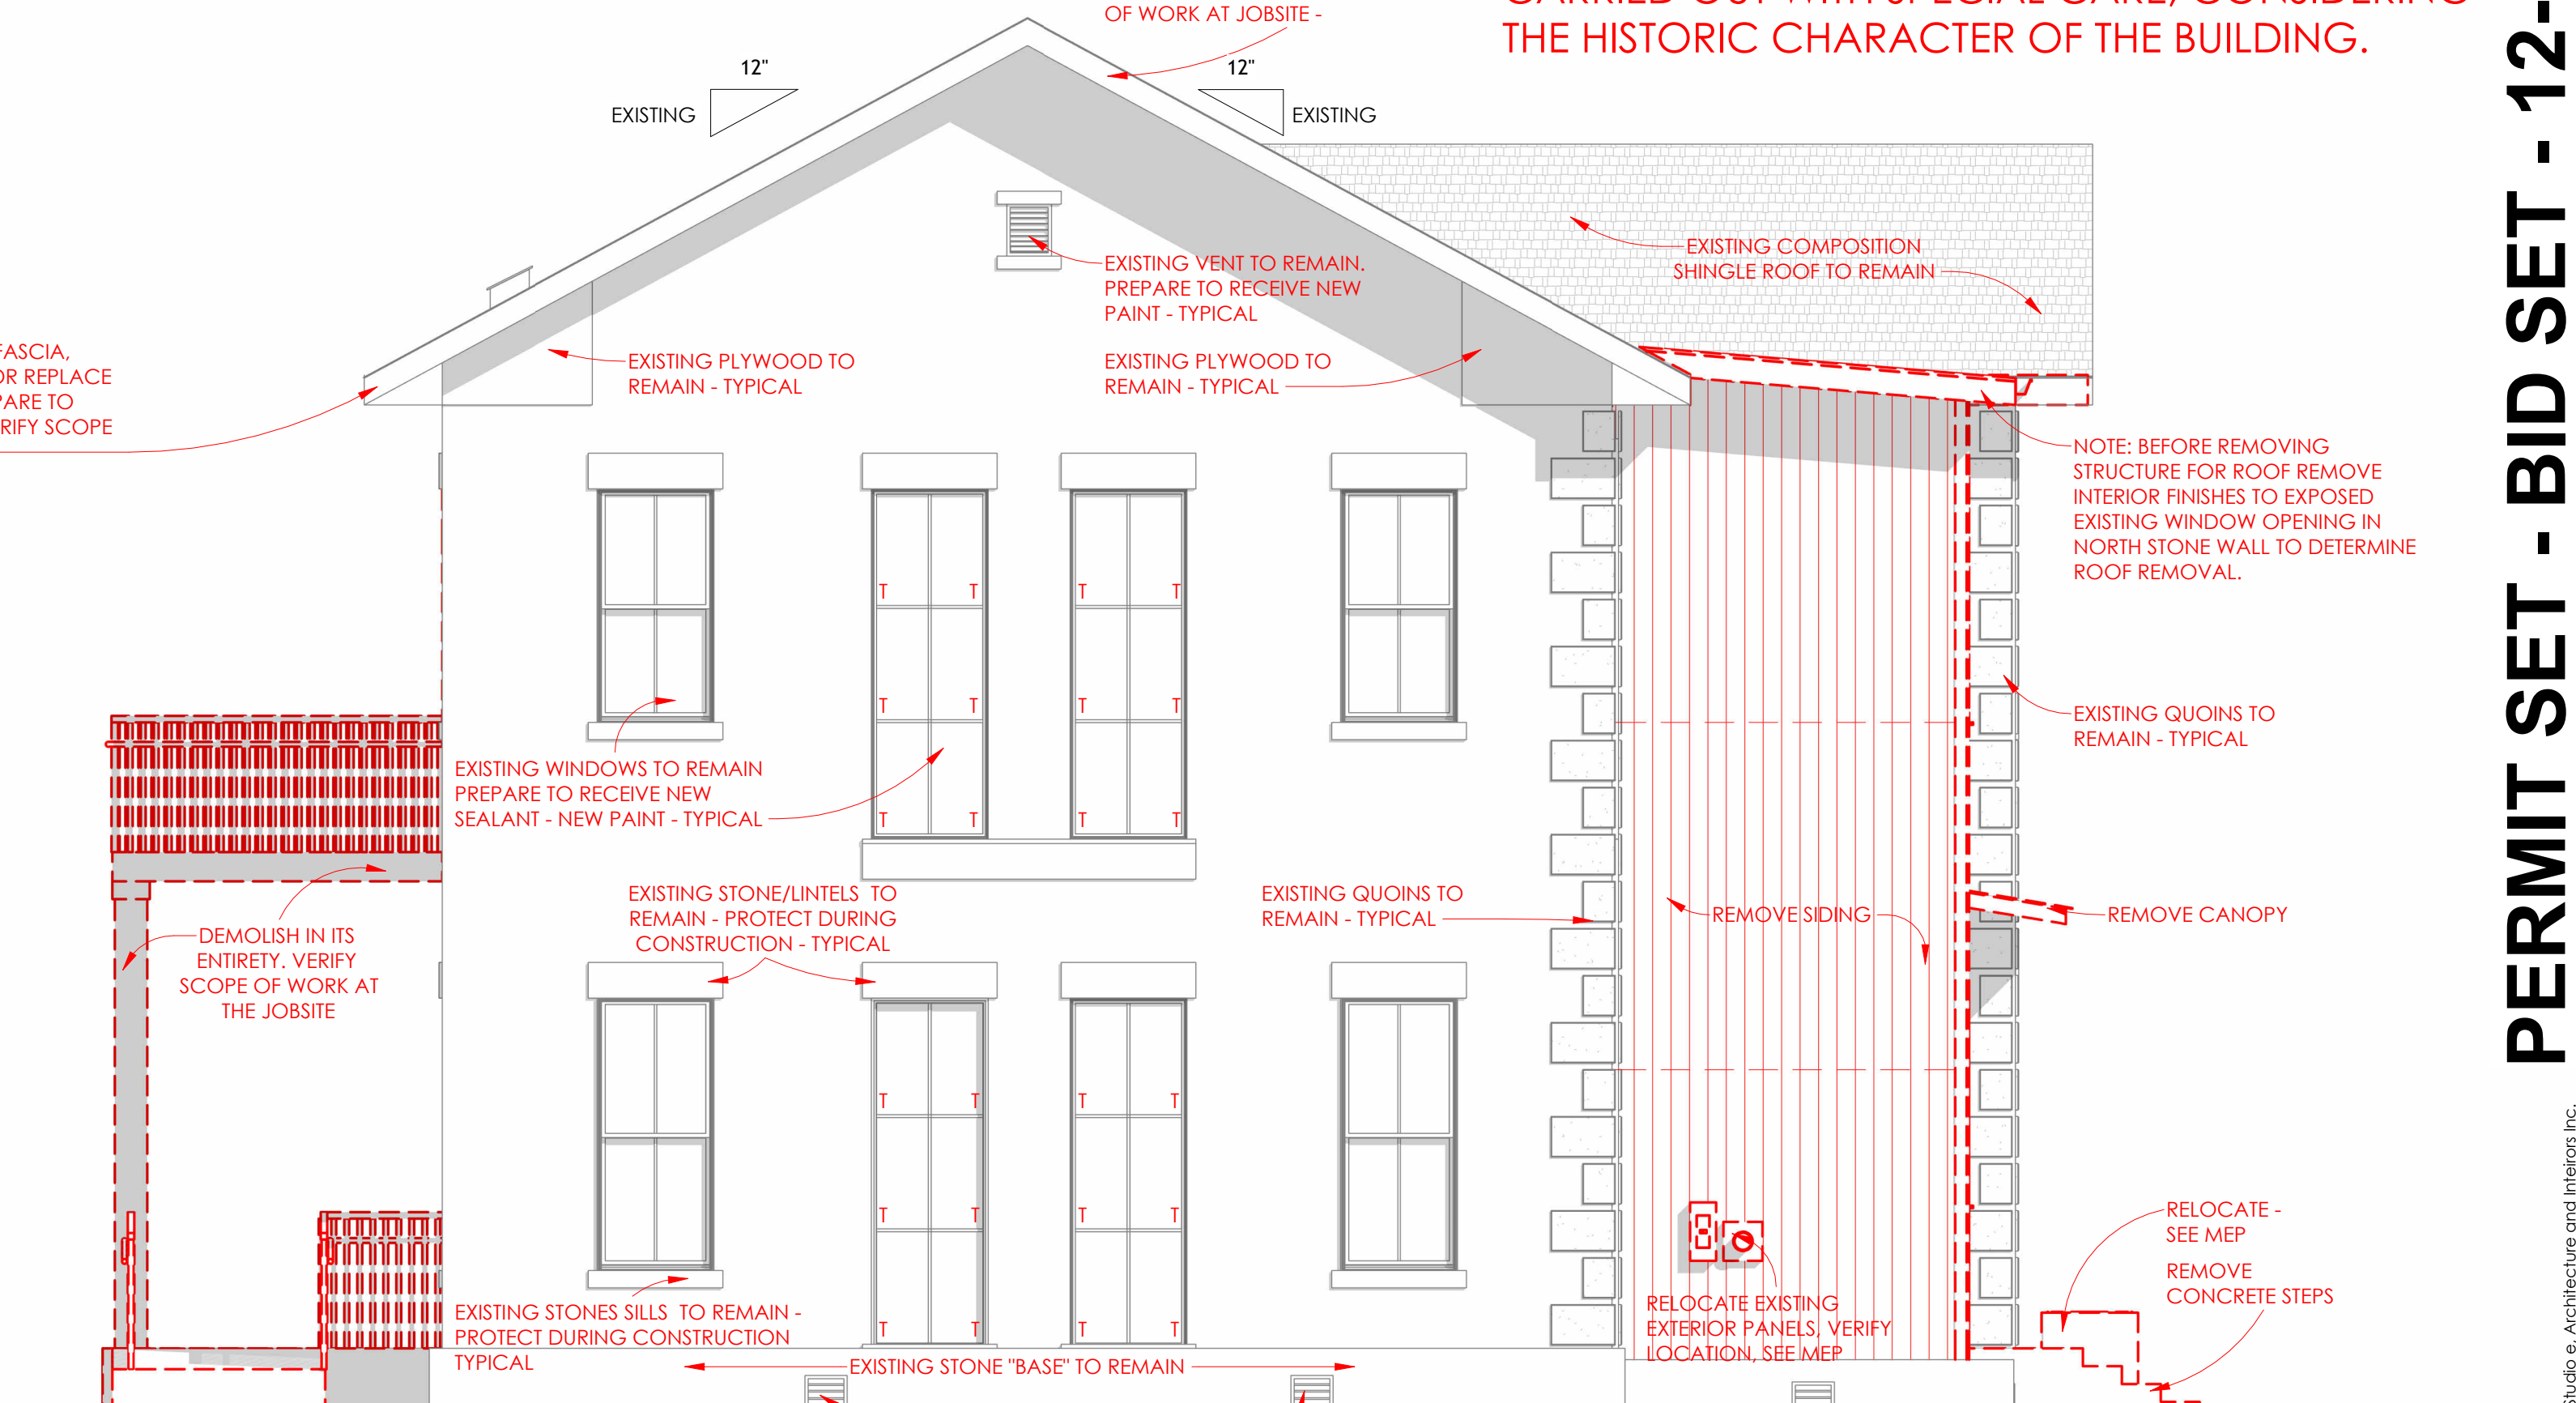 OF WORK AT JOBSITE -
CARRIED OUT WITH SPECIAL CARE, CONSIDERING
THE HISTORIC CHARACTER OF THE BUILDING.
12"
EXISTING
12"
EXISTING
EXISTING COMPOSITION
SHINGLE ROOF TO REMAIN
EXISTING VENT TO REMAIN.
PREPARE TO RECEIVE NEW
PAINT - TYPICAL
FASCIA,
OR REPLACE
PARE TO
RIFY SCOPE
EXISTING PLYWOOD TO
REMAIN - TYPICAL
EXISTING PLYWOOD TO
REMAIN - TYPICAL
NOTE: BEFORE REMOVING
STRUCTURE FOR ROOF REMOVE
INTERIOR FINISHES TO EXPOSED
EXISTING WINDOW OPENING IN
NORTH STONE WALL TO DETERMINE
ROOF REMOVAL.
T T T T
T T T T
EXISTING QUOINS TO
REMAIN - TYPICAL
EXISTING WINDOWS TO REMAIN
PREPARE TO RECEIVE NEW
SEALANT - NEW PAINT - TYPICAL
T T T T
EXISTING STONE/LINTELS TO
REMAIN - PROTECT DURING
CONSTRUCTION - TYPICAL
EXISTING QUOINS TO
REMAIN - TYPICAL
REMOVE SIDING
REMOVE CANOPY
DEMOLISH IN ITS
ENTIRETY. VERIFY
SCOPE OF WORK AT
THE JOBSITE
T T T T
T T T T
T T T T
RELOCATE -
SEE MEP
REMOVE
CONCRETE STEPS
EXISTING STONES SILLS TO REMAIN -
PROTECT DURING CONSTRUCTION
TYPICAL
RELOCATE EXISTING
EXTERIOR PANELS, VERIFY
LOCATION, SEE MEP
EXISTING STONE "BASE" TO REMAIN
PERMIT SET - BID SET - 12-
Studio e, Architecture and Inteirors Inc.